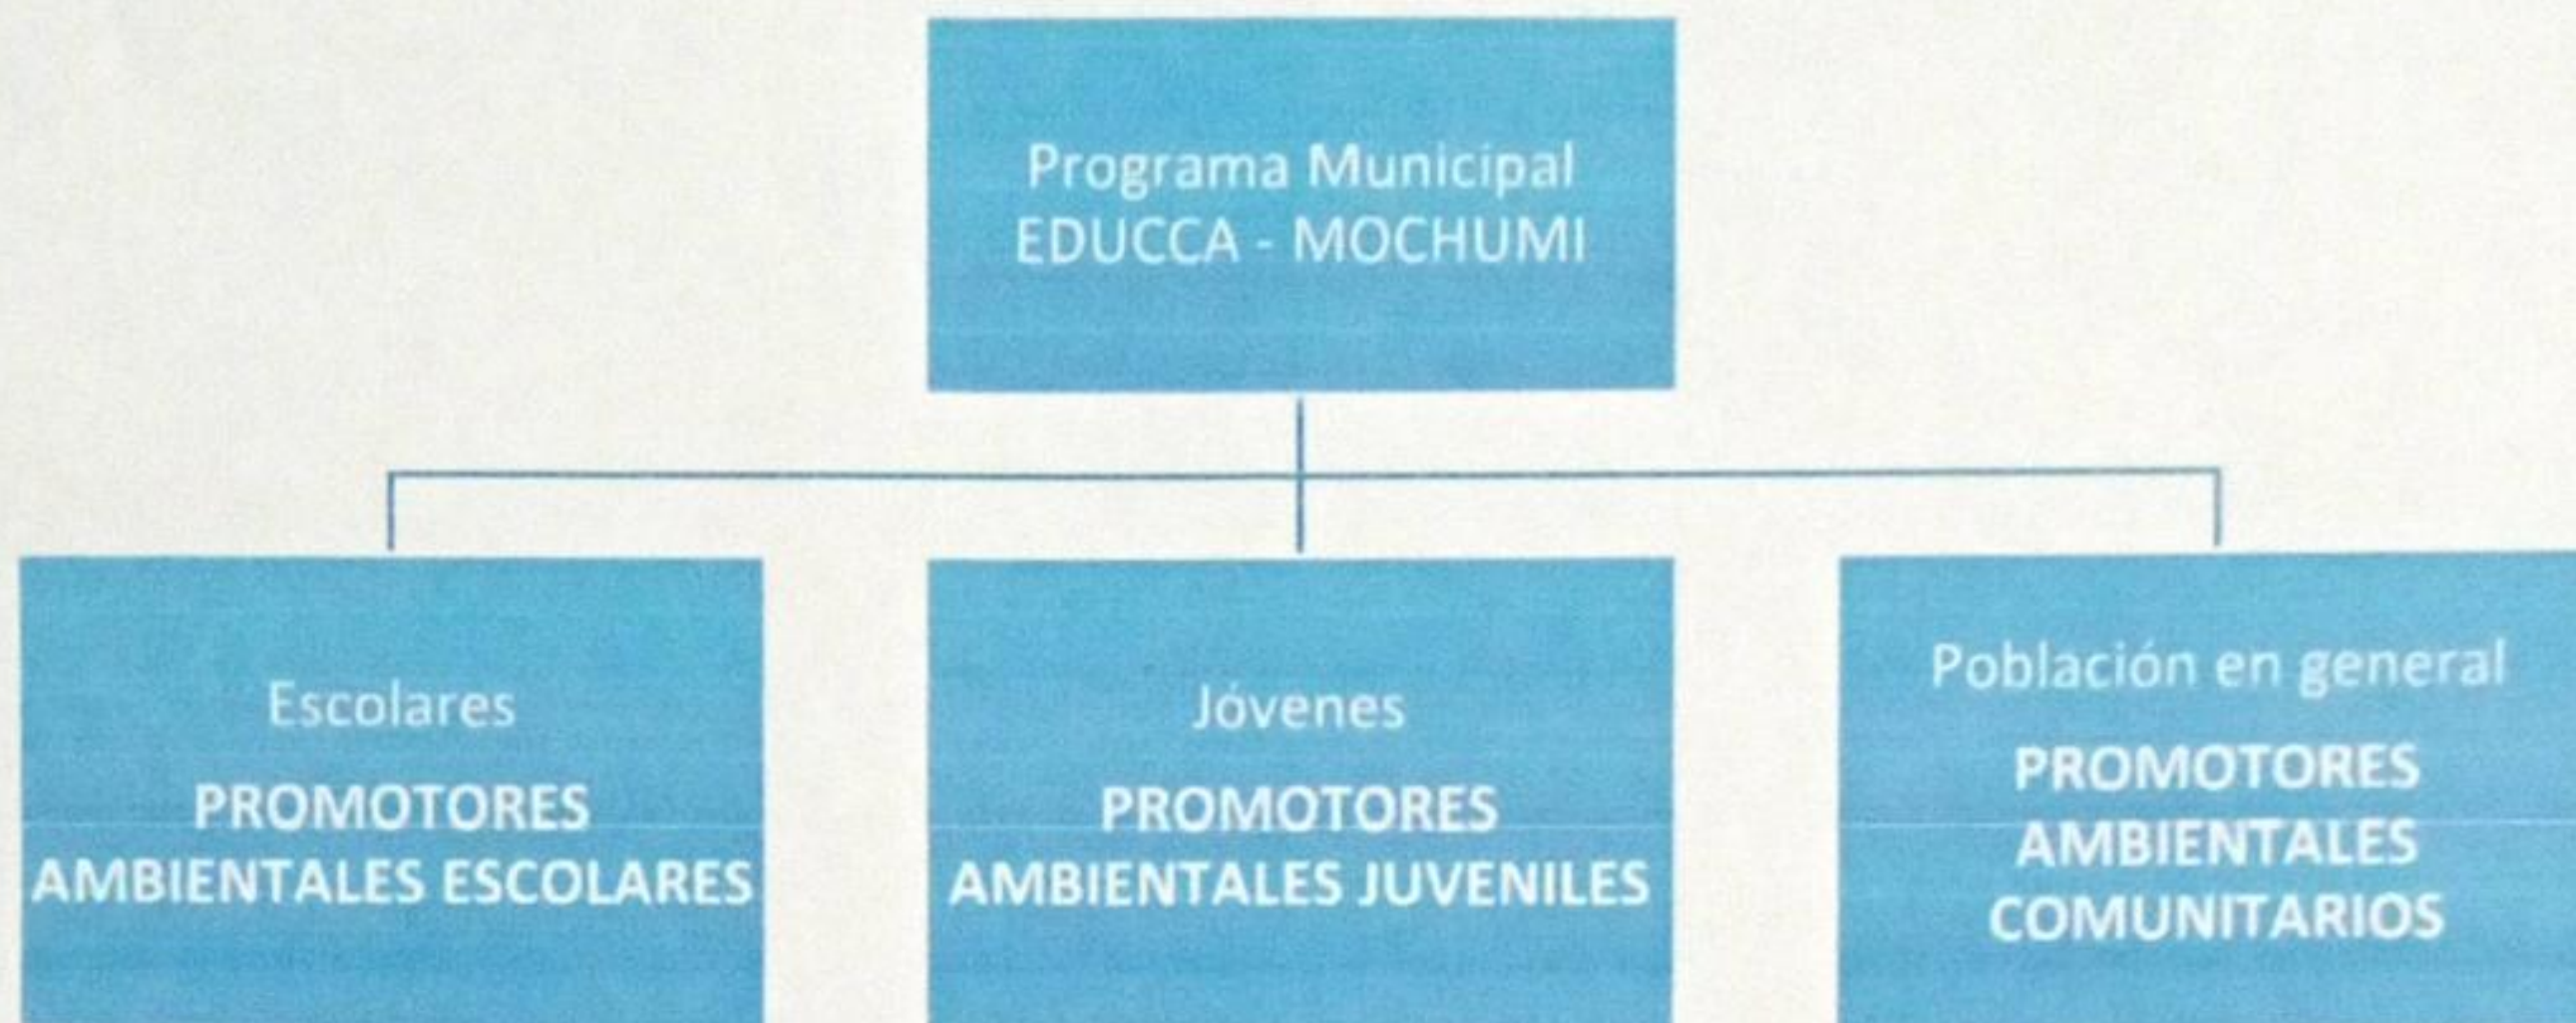 Programa Municipal
EDUCCA - MOCHUMI
Escolares
PROMOTORES
AMBIENTALES ESCOLARES
Jóvenes
PROMOTORES
AMBIENTALES JUVENILES
Población en general
PROMOTORES
AMBIENTALES
COMUNITARIOS